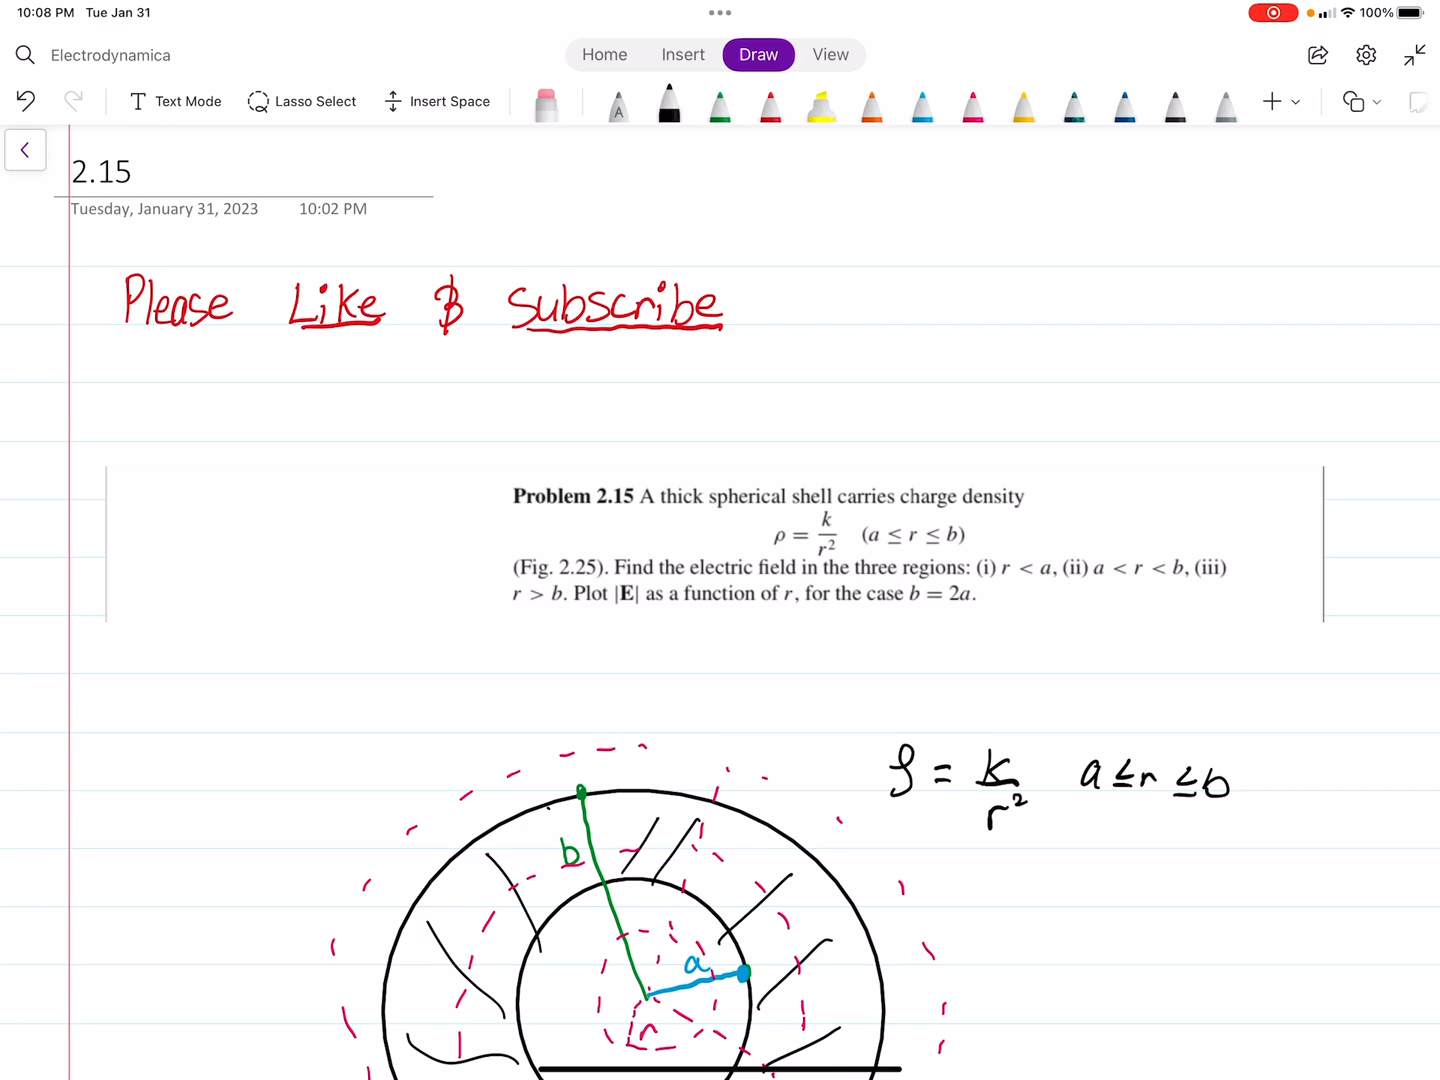 10:08 PM Tue Jan 31
100%
Electrodynamica
Home Insert Draw View
Text Mode Lasso Select Insert Space
A
2.15
Tuesday, January 31, 2023 10:02 PM
Please Like & Subscribe
Problem 2.15 A thick spherical shell carries charge density
ρ = k/r² (a ≤ r ≤ b)
(Fig. 2.25). Find the electric field in the three regions: (i) r < a, (ii) a < r < b, (iii)
r > b. Plot |E| as a function of r, for the case b = 2a.
ρ = k/r² a ≤ r ≤ b
b
a
r